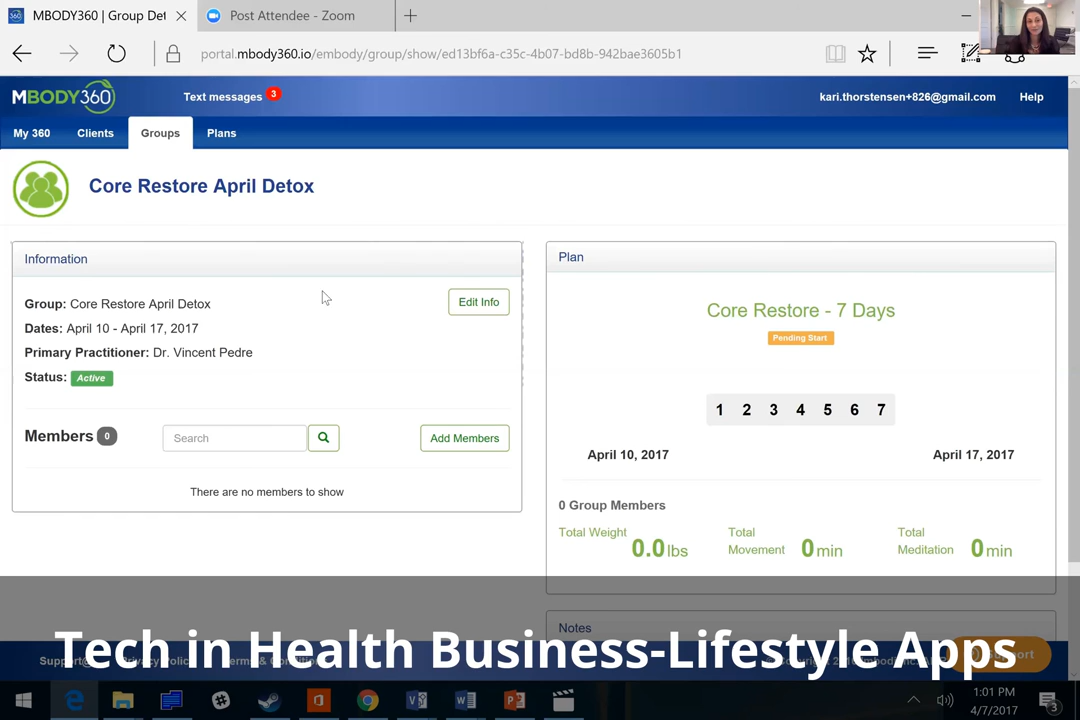 MBODY360 | Group Det
Post Attendee - Zoom
portal.mbody360.io/embody/group/show/ed13bf6a-c35c-4b07-bd8b-942bae3605b1
MBODY360
Text messages 3
kari.thorstensen+826@gmail.com
Help
My 360
Clients
Groups
Plans
Core Restore April Detox
Information
Group: Core Restore April Detox
Edit Info
Dates: April 10 - April 17, 2017
Primary Practitioner: Dr. Vincent Pedre
Status: Active
Members 0
Search
Add Members
There are no members to show
Plan
Core Restore - 7 Days
Pending Start
1 2 3 4 5 6 7
April 10, 2017
April 17, 2017
0 Group Members
Total Weight 0.0 lbs
Total Movement 0 min
Total Meditation 0 min
Notes
Tech in Health Business-Lifestyle Apps
1:01 PM
4/7/2017
3